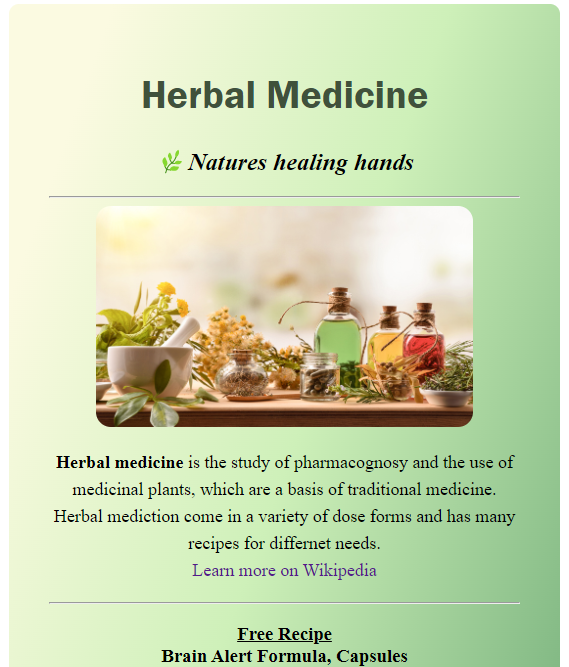 Herbal Medicine
🌿 Natures healing hands
Herbal medicine is the study of pharmacognosy and the use of
medicinal plants, which are a basis of traditional medicine.
Herbal mediction come in a variety of dose forms and has many
recipes for differnet needs.
Learn more on Wikipedia
Free Recipe
Brain Alert Formula, Capsules